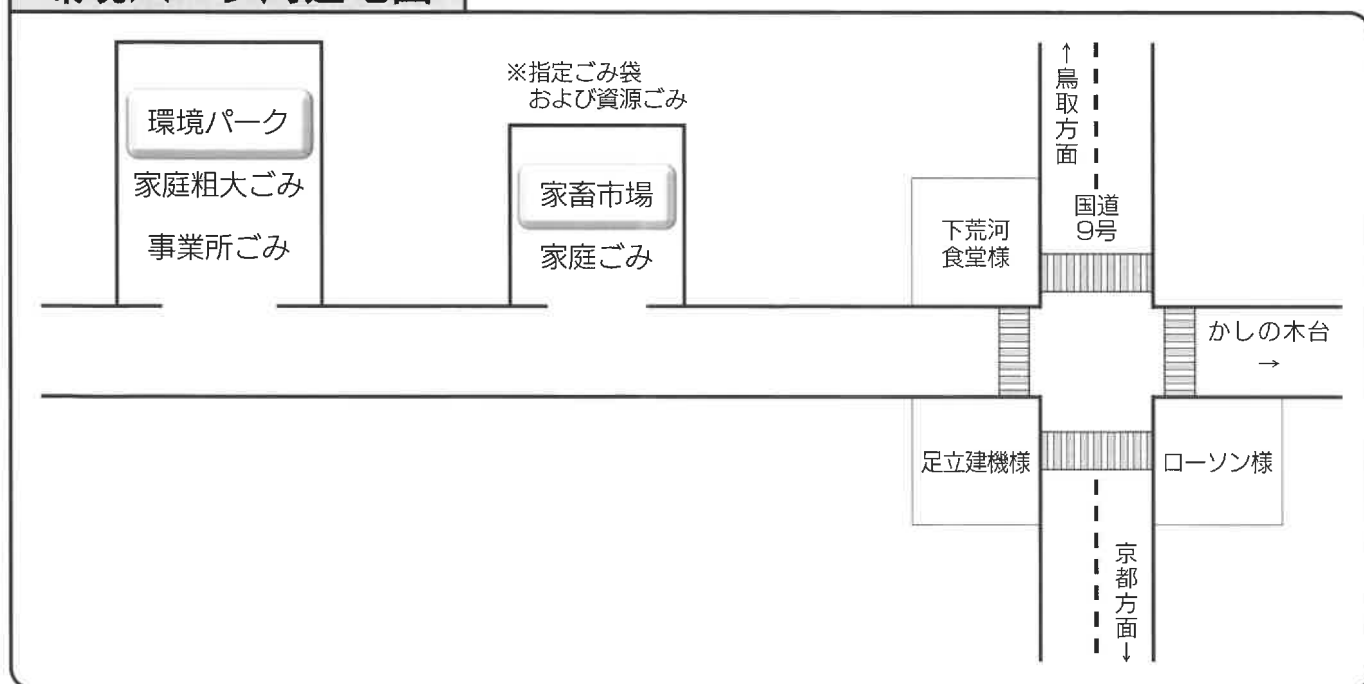 環境パーク
家庭粗大ごみ
事業所ごみ
※指定ごみ袋
および資源ごみ
家畜市場
家庭ごみ
下荒河
食堂様
↑鳥取方面
国道
9号
かしの木台
→
足立建機様
ローソン様
京都方面↓